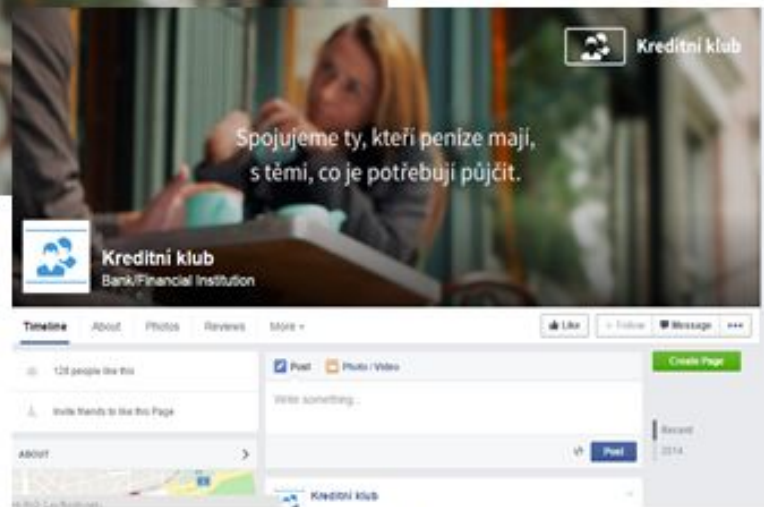 Kreditní klub
Spojujeme ty, kteří peníze mají,
s těmi, co je potřebují půjčit.
Kreditní klub
Bank/Financial Institution
Timeline About Photos Reviews More
Like Follow Message
Create Page
128 people like this
Invite friends to like this Page
Post Photo / Video
Write something...
Post
Recent
2014
ABOUT
Kreditní klub